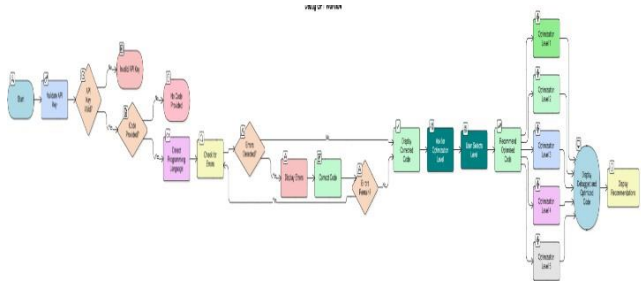 Start
Validate API
Key
API
Key
Valid?
Invalid API Key
Code
Provided?
No Code
Provided
Detect
Programming
Language
Check for
Errors
Errors
Detected?
Display Errors
Correct Code
Errors
Remain?
Display
Corrected
Code
Optimization
Level
User Selects
Level
Recommend
Optimized
Code
Optimization
Level 1
Optimization
Level 2
Optimization
Level 3
Optimization
Level 4
Optimization
Level 5
Display
Debugged and
Optimized
Code
Display
Recommendations